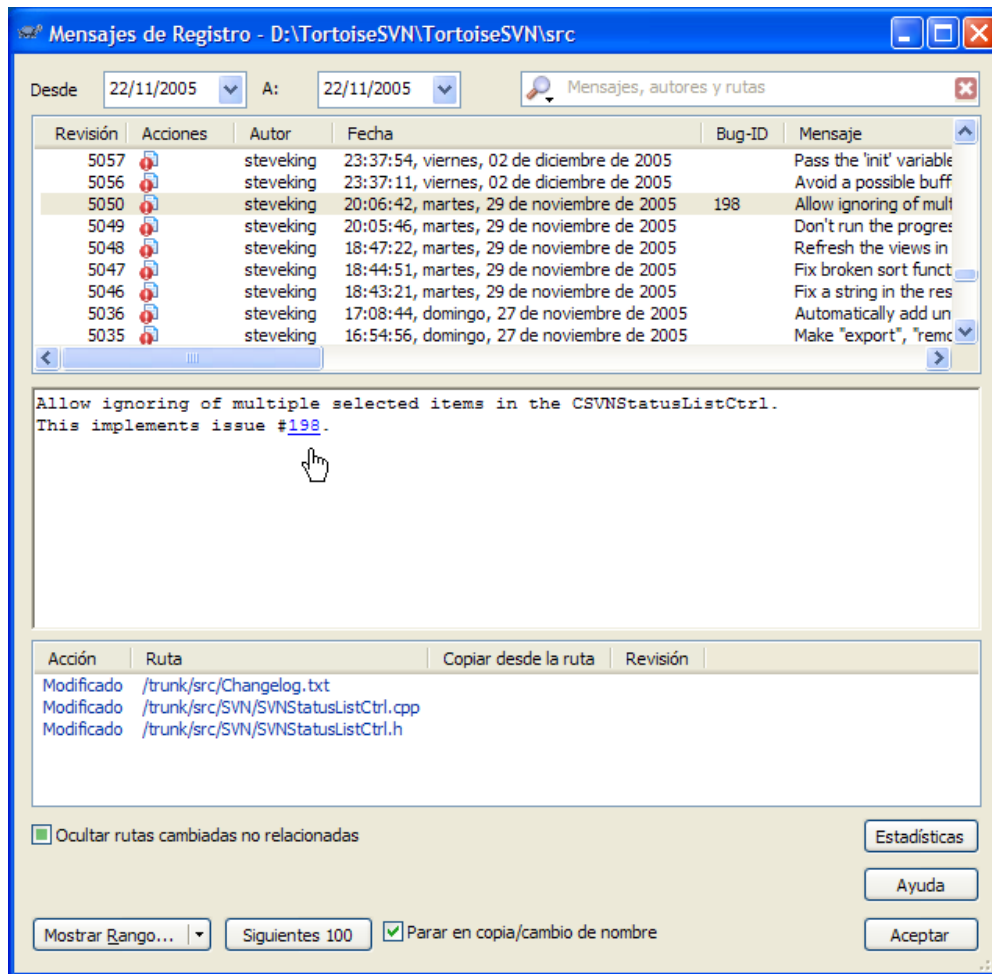 Mensajes de Registro - D:\TortoiseSVN\TortoiseSVN\src
Desde 22/11/2005 A: 22/11/2005 Mensajes, autores y rutas
Revisión Acciones Autor Fecha Bug-ID Mensaje
5057 steveking 23:37:54, viernes, 02 de diciembre de 2005 Pass the 'init' variable
5056 steveking 23:37:11, viernes, 02 de diciembre de 2005 Avoid a possible buff
5050 steveking 20:06:42, martes, 29 de noviembre de 2005 198 Allow ignoring of mult
5049 steveking 20:05:46, martes, 29 de noviembre de 2005 Don't run the progres
5048 steveking 18:47:22, martes, 29 de noviembre de 2005 Refresh the views in
5047 steveking 18:44:51, martes, 29 de noviembre de 2005 Fix broken sort funct
5046 steveking 18:43:21, martes, 29 de noviembre de 2005 Fix a string in the res
5036 steveking 17:08:44, domingo, 27 de noviembre de 2005 Automatically add un
5035 steveking 16:54:56, domingo, 27 de noviembre de 2005 Make "export", "remo
Allow ignoring of multiple selected items in the CSVNStatusListCtrl.
This implements issue #198.
Acción Ruta Copiar desde la ruta Revisión
Modificado /trunk/src/Changelog.txt
Modificado /trunk/src/SVN/SVNStatusListCtrl.cpp
Modificado /trunk/src/SVN/SVNStatusListCtrl.h
Ocultar rutas cambiadas no relacionadas Estadísticas
Ayuda
Mostrar Rango... Siguientes 100 Parar en copia/cambio de nombre Aceptar